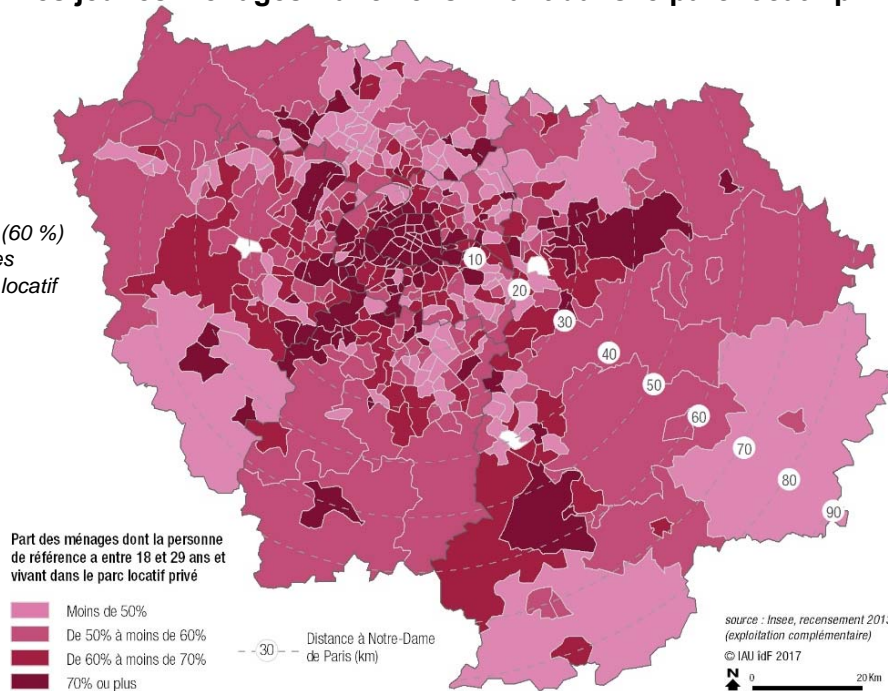 (60 %)
locatif
10
20
30
40
50
60
70
80
90
Part des ménages dont la personne
de référence a entre 18 et 29 ans et
vivant dans le parc locatif privé
Moins de 50%
De 50% à moins de 60%
De 60% à moins de 70%
70% ou plus
30
Distance à Notre-Dame
de Paris (km)
source : Insee, recensement 2013
(exploitation complémentaire)
© IAU îdF 2017
N
0 20 Km